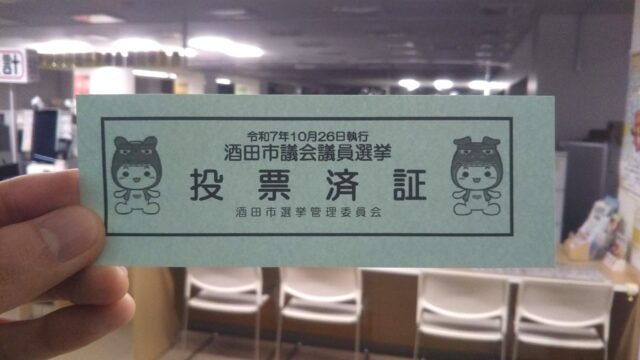 計
令和7年10月26日執行
酒田市議会議員選挙
投票済証
酒田市選挙管理委員会